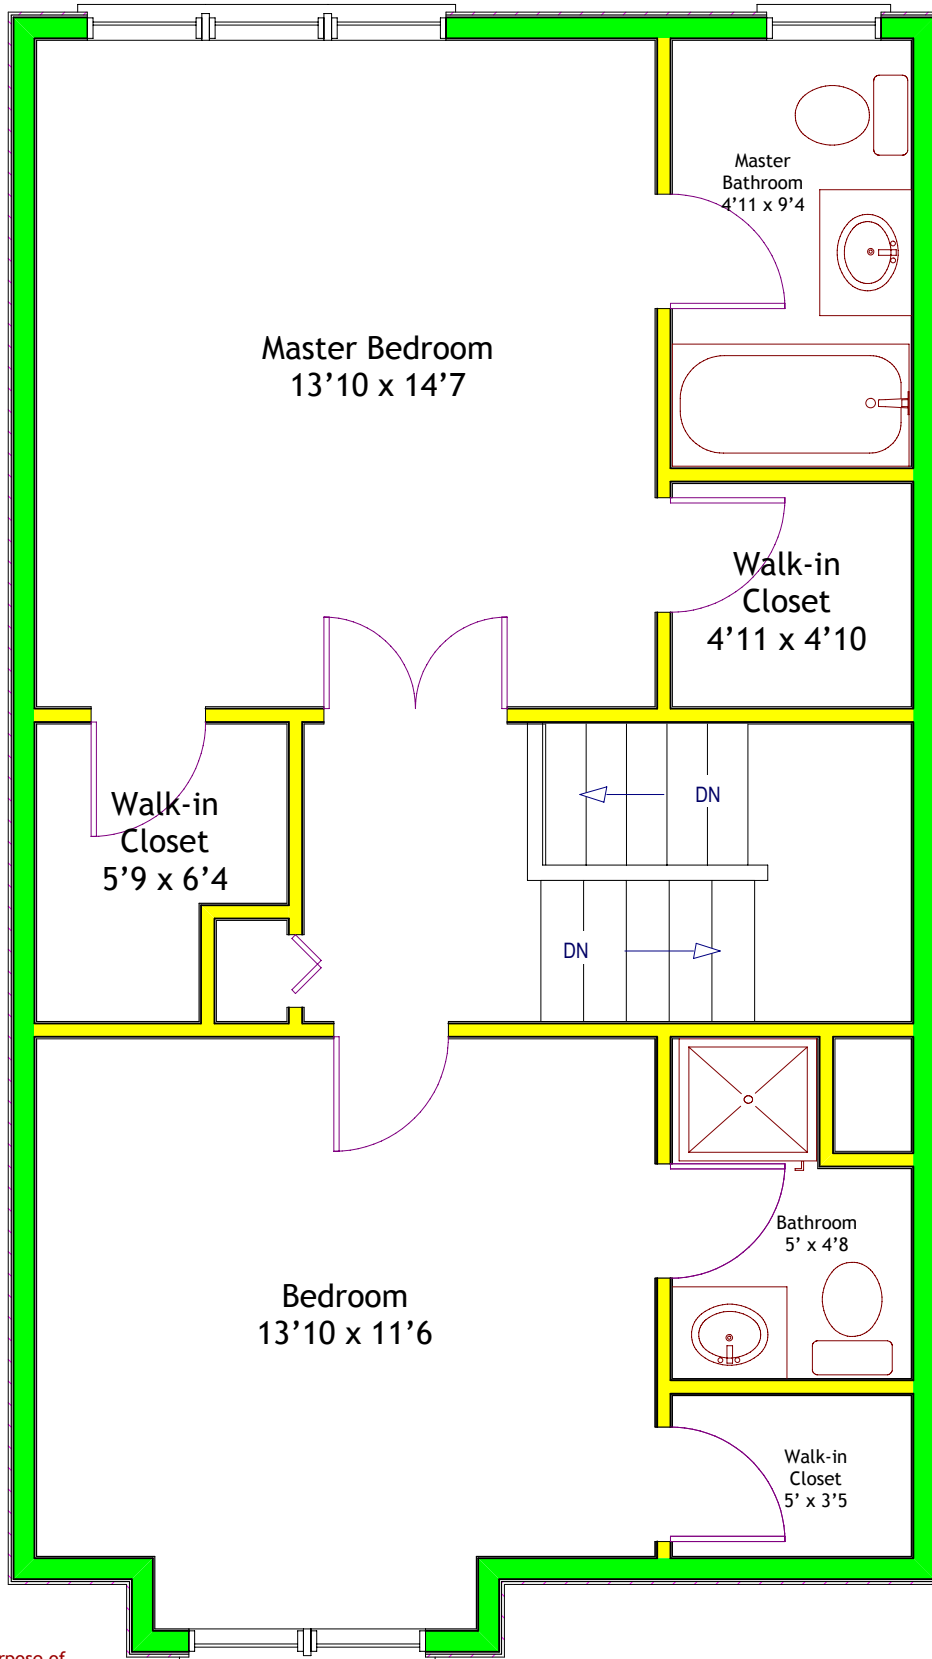 Master
Bathroom
4'11 x 9'4
Master Bedroom
13'10 x 14'7
Walk-in
Closet
4'11 x 4'10
Walk-in
Closet
5'9 x 6'4
DN
DN
Bathroom
5' x 4'8
Bedroom
13'10 x 11'6
Walk-in
Closet
5' x 3'5
of